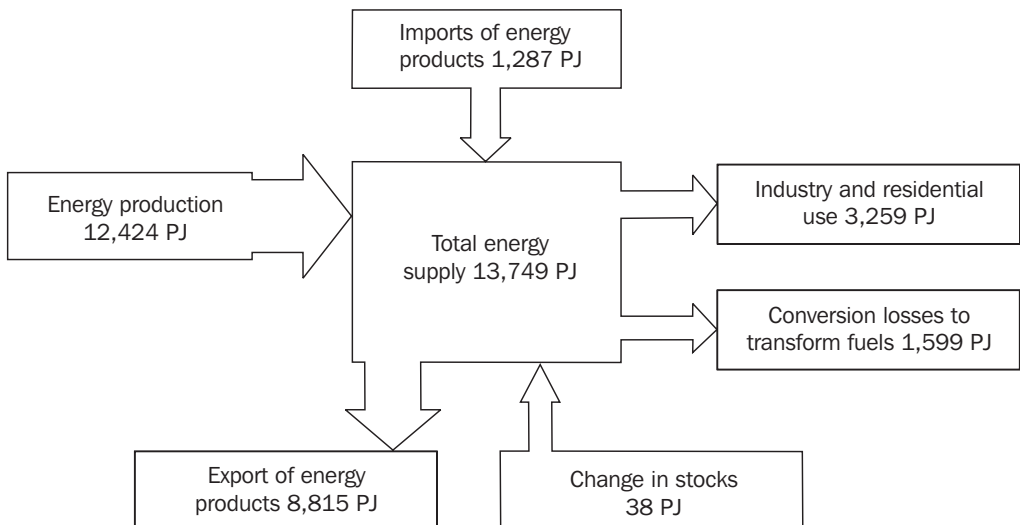 Imports of energy
products 1,287 PJ
Energy production
12,424 PJ
Total energy
supply 13,749 PJ
Industry and residential
use 3,259 PJ
Conversion losses to
transform fuels 1,599 PJ
Export of energy
products 8,815 PJ
Change in stocks
38 PJ